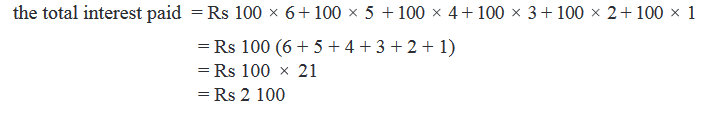 the total interest paid = Rs 100 × 6 + 100 × 5 + 100 × 4 + 100 × 3 + 100 × 2 + 100 × 1
= Rs 100 (6 + 5 + 4 + 3 + 2 + 1)
= Rs 100 × 21
= Rs 2 100